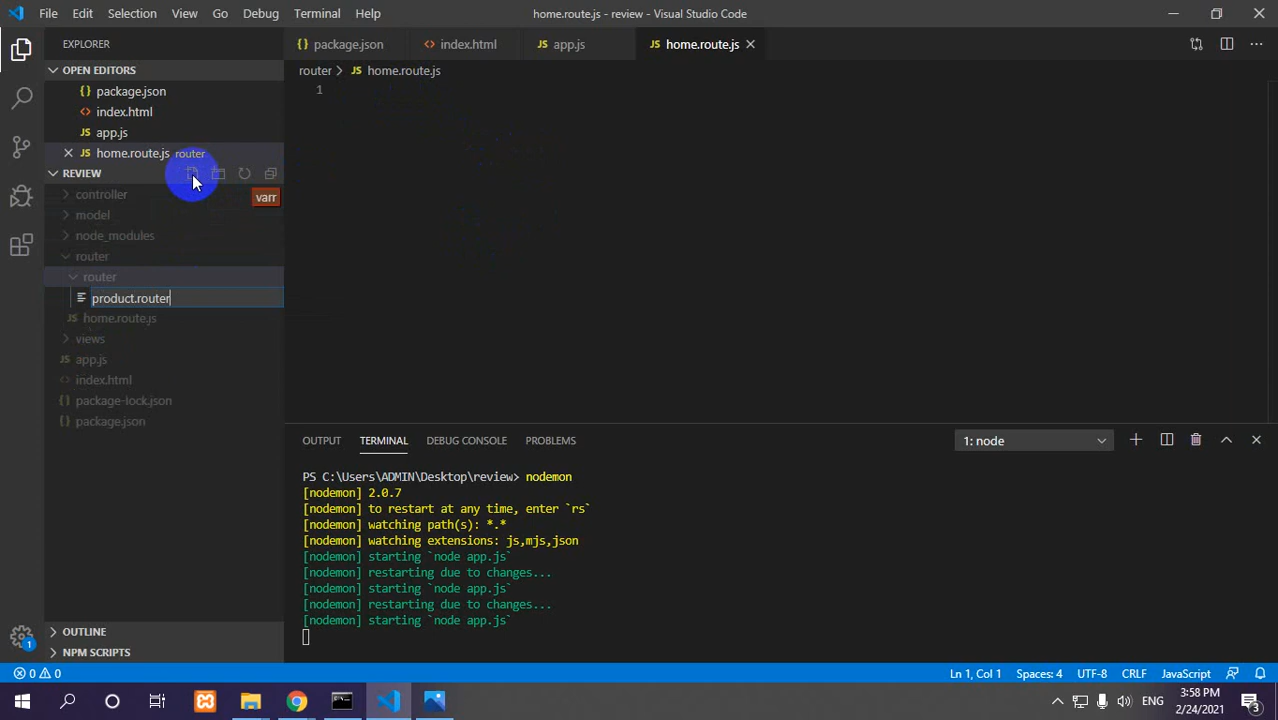 File Edit Selection View Go Debug Terminal Help
home.route.js - review - Visual Studio Code
EXPLORER
package.json
index.html
app.js
home.route.js
OPEN EDITORS
router > home.route.js
package.json
1
index.html
app.js
home.route.js router
REVIEW
controller
varr
model
node_modules
router
router
product.router
home.route.js
views
app.js
index.html
package-lock.json
package.json
OUTPUT TERMINAL DEBUG CONSOLE PROBLEMS
1: node
PS C:\Users\ADMIN\Desktop\review> nodemon
[nodemon] 2.0.7
[nodemon] to restart at any time, enter `rs`
[nodemon] watching path(s): *.*
[nodemon] watching extensions: js,mjs,json
[nodemon] starting `node app.js`
[nodemon] restarting due to changes...
[nodemon] starting `node app.js`
[nodemon] restarting due to changes...
[nodemon] starting `node app.js`
OUTLINE
NPM SCRIPTS
1
0 0
Ln 1, Col 1 Spaces: 4 UTF-8 CRLF JavaScript
ENG
3:58 PM
2/24/2021
3